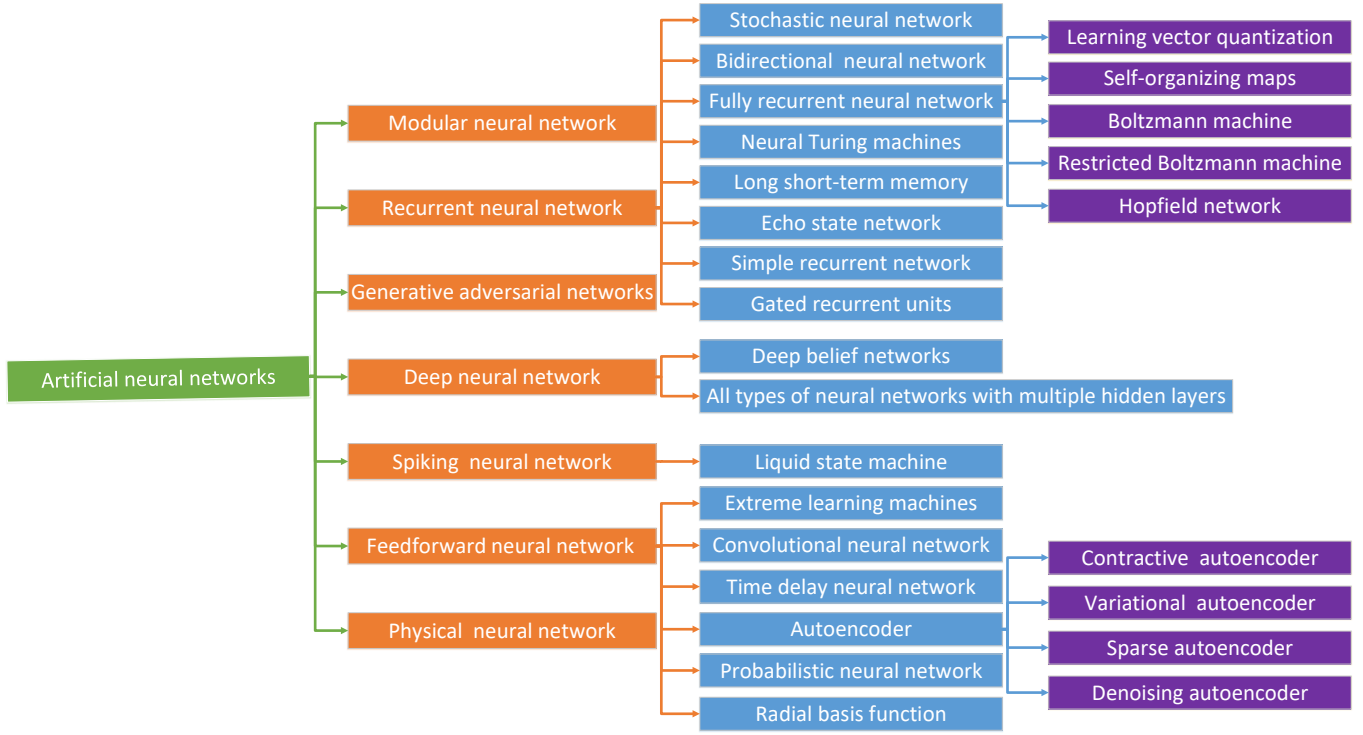 Artificial neural networks
Modular neural network
Recurrent neural network
Generative adversarial networks
Deep neural network
Spiking neural network
Feedforward neural network
Physical neural network
Stochastic neural network
Bidirectional neural network
Fully recurrent neural network
Neural Turing machines
Long short-term memory
Echo state network
Simple recurrent network
Gated recurrent units
Deep belief networks
All types of neural networks with multiple hidden layers
Liquid state machine
Extreme learning machines
Convolutional neural network
Time delay neural network
Autoencoder
Probabilistic neural network
Radial basis function
Learning vector quantization
Self-organizing maps
Boltzmann machine
Restricted Boltzmann machine
Hopfield network
Contractive autoencoder
Variational autoencoder
Sparse autoencoder
Denoising autoencoder